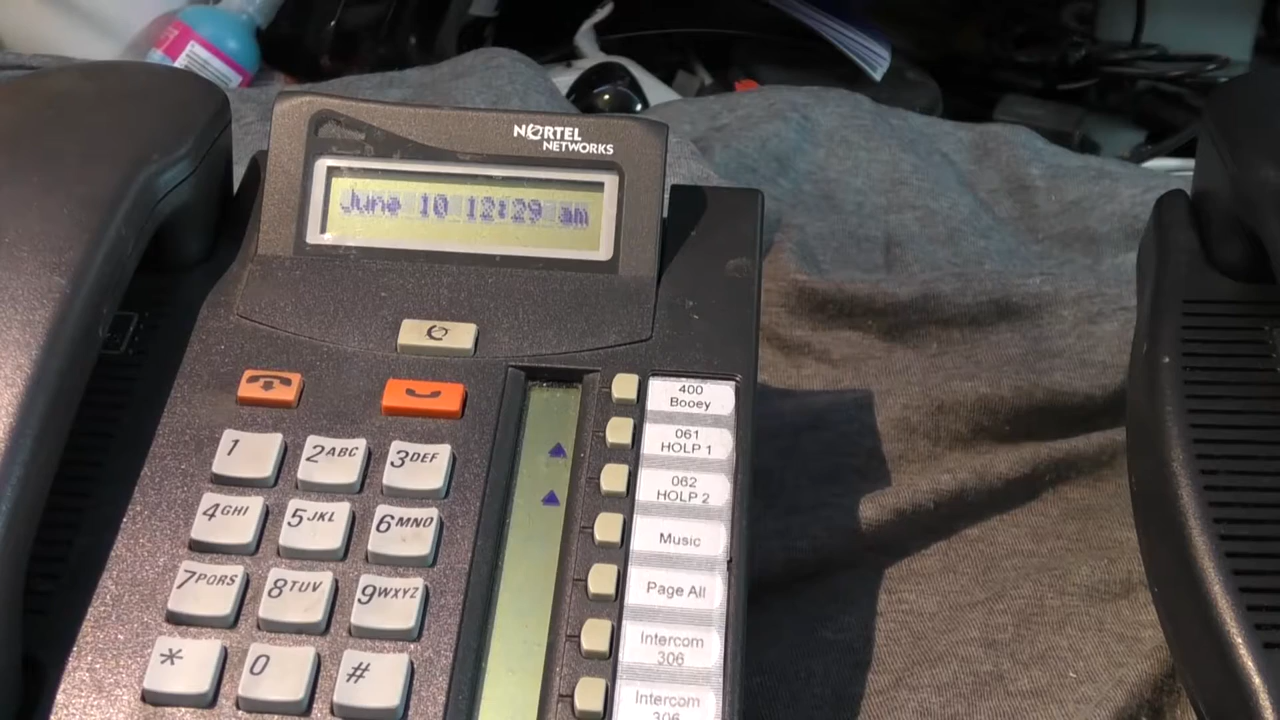 NORTEL
NETWORKS
June 10 12:29 am
400
Booey
061
HOLP 1
062
HOLP 2
Music
Page All
Intercom
306
Intercom
306
1
2ABC
3DEF
4GHI
5JKL
6MNO
7PQRS
8TUV
9WXYZ
*
0
#